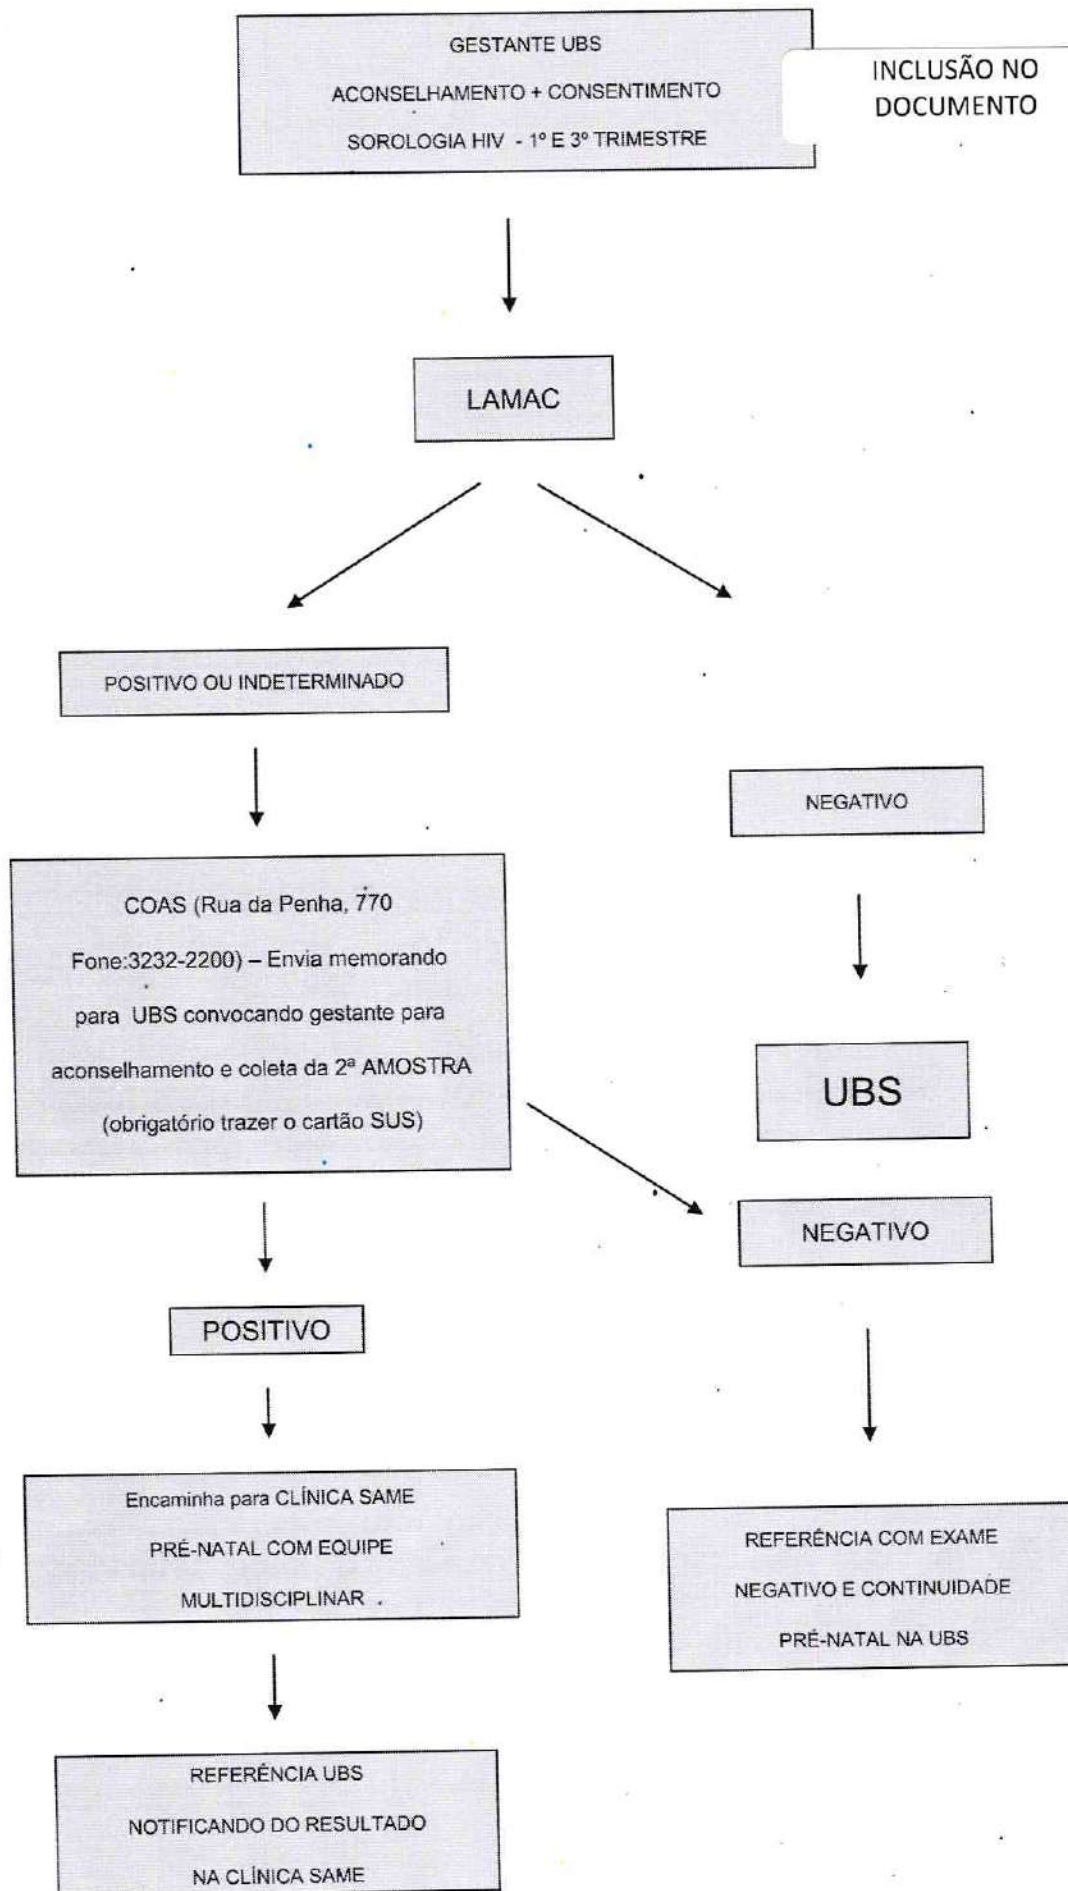 GESTANTE UBS
ACONSELHAMENTO + CONSENTIMENTO
SOROLOGIA HIV - 1º E 3º TRIMESTRE
INCLUSÃO NO
DOCUMENTO
LAMAC
POSITIVO OU INDETERMINADO
NEGATIVO
COAS (Rua da Penha, 770
Fone:3232-2200) – Envia memorando
para UBS convocando gestante para
aconselhamento e coleta da 2ª AMOSTRA
(obrigatório trazer o cartão SUS)
UBS
NEGATIVO
POSITIVO
Encaminha para CLÍNICA SAME
PRÉ-NATAL COM EQUIPE
MULTIDISCIPLINAR
REFERÊNCIA COM EXAME
NEGATIVO E CONTINUIDADE
PRÉ-NATAL NA UBS
REFERÊNCIA UBS
NOTIFICANDO DO RESULTADO
NA CLÍNICA SAME